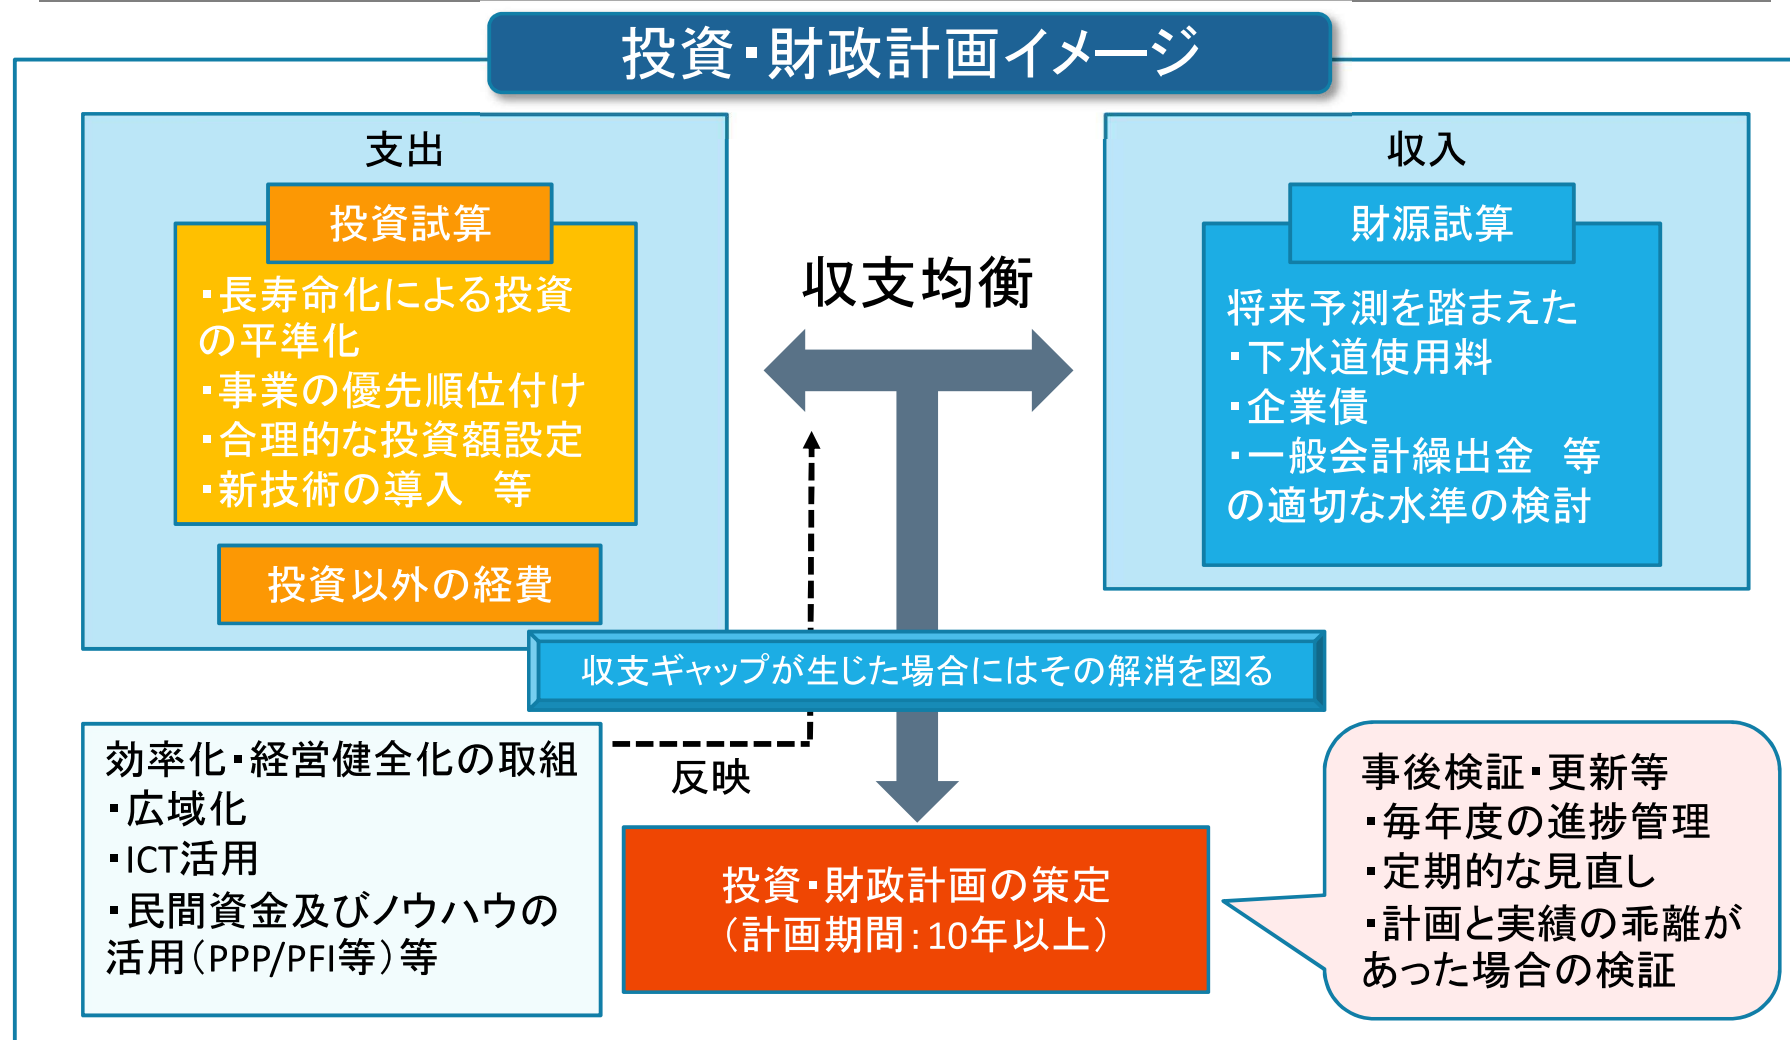 投資・財政計画イメージ
支出
投資試算
・長寿命化による投資
の平準化
・事業の優先順位付け
・合理的な投資額設定
・新技術の導入　等
投資以外の経費
収支均衡
収入
財源試算
将来予測を踏まえた
・下水道使用料
・企業債
・一般会計繰出金　等
の適切な水準の検討
収支ギャップが生じた場合にはその解消を図る
効率化・経営健全化の取組
・広域化
・ICT活用
・民間資金及びノウハウの
活用（PPP/PFI等）等
反映
投資・財政計画の策定
（計画期間：10年以上）
事後検証・更新等
・毎年度の進捗管理
・定期的な見直し
・計画と実績の乖離が
あった場合の検証